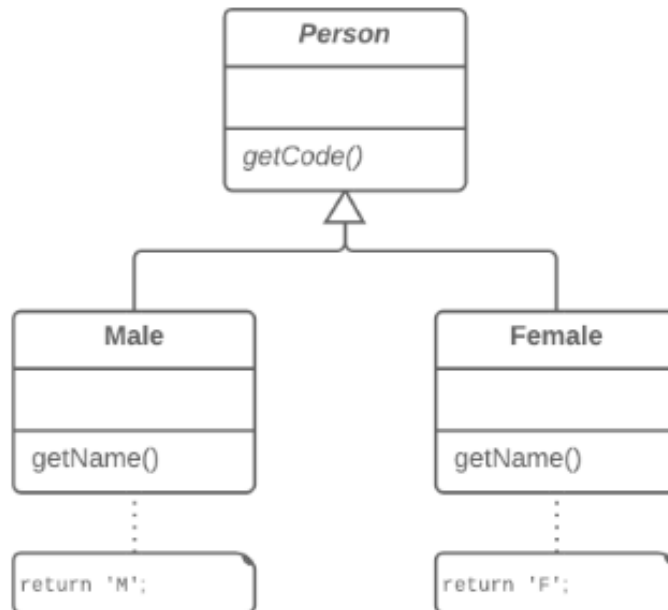 Person
getCode()
Male
Female
getName()
getName()
return 'M';
return 'F';